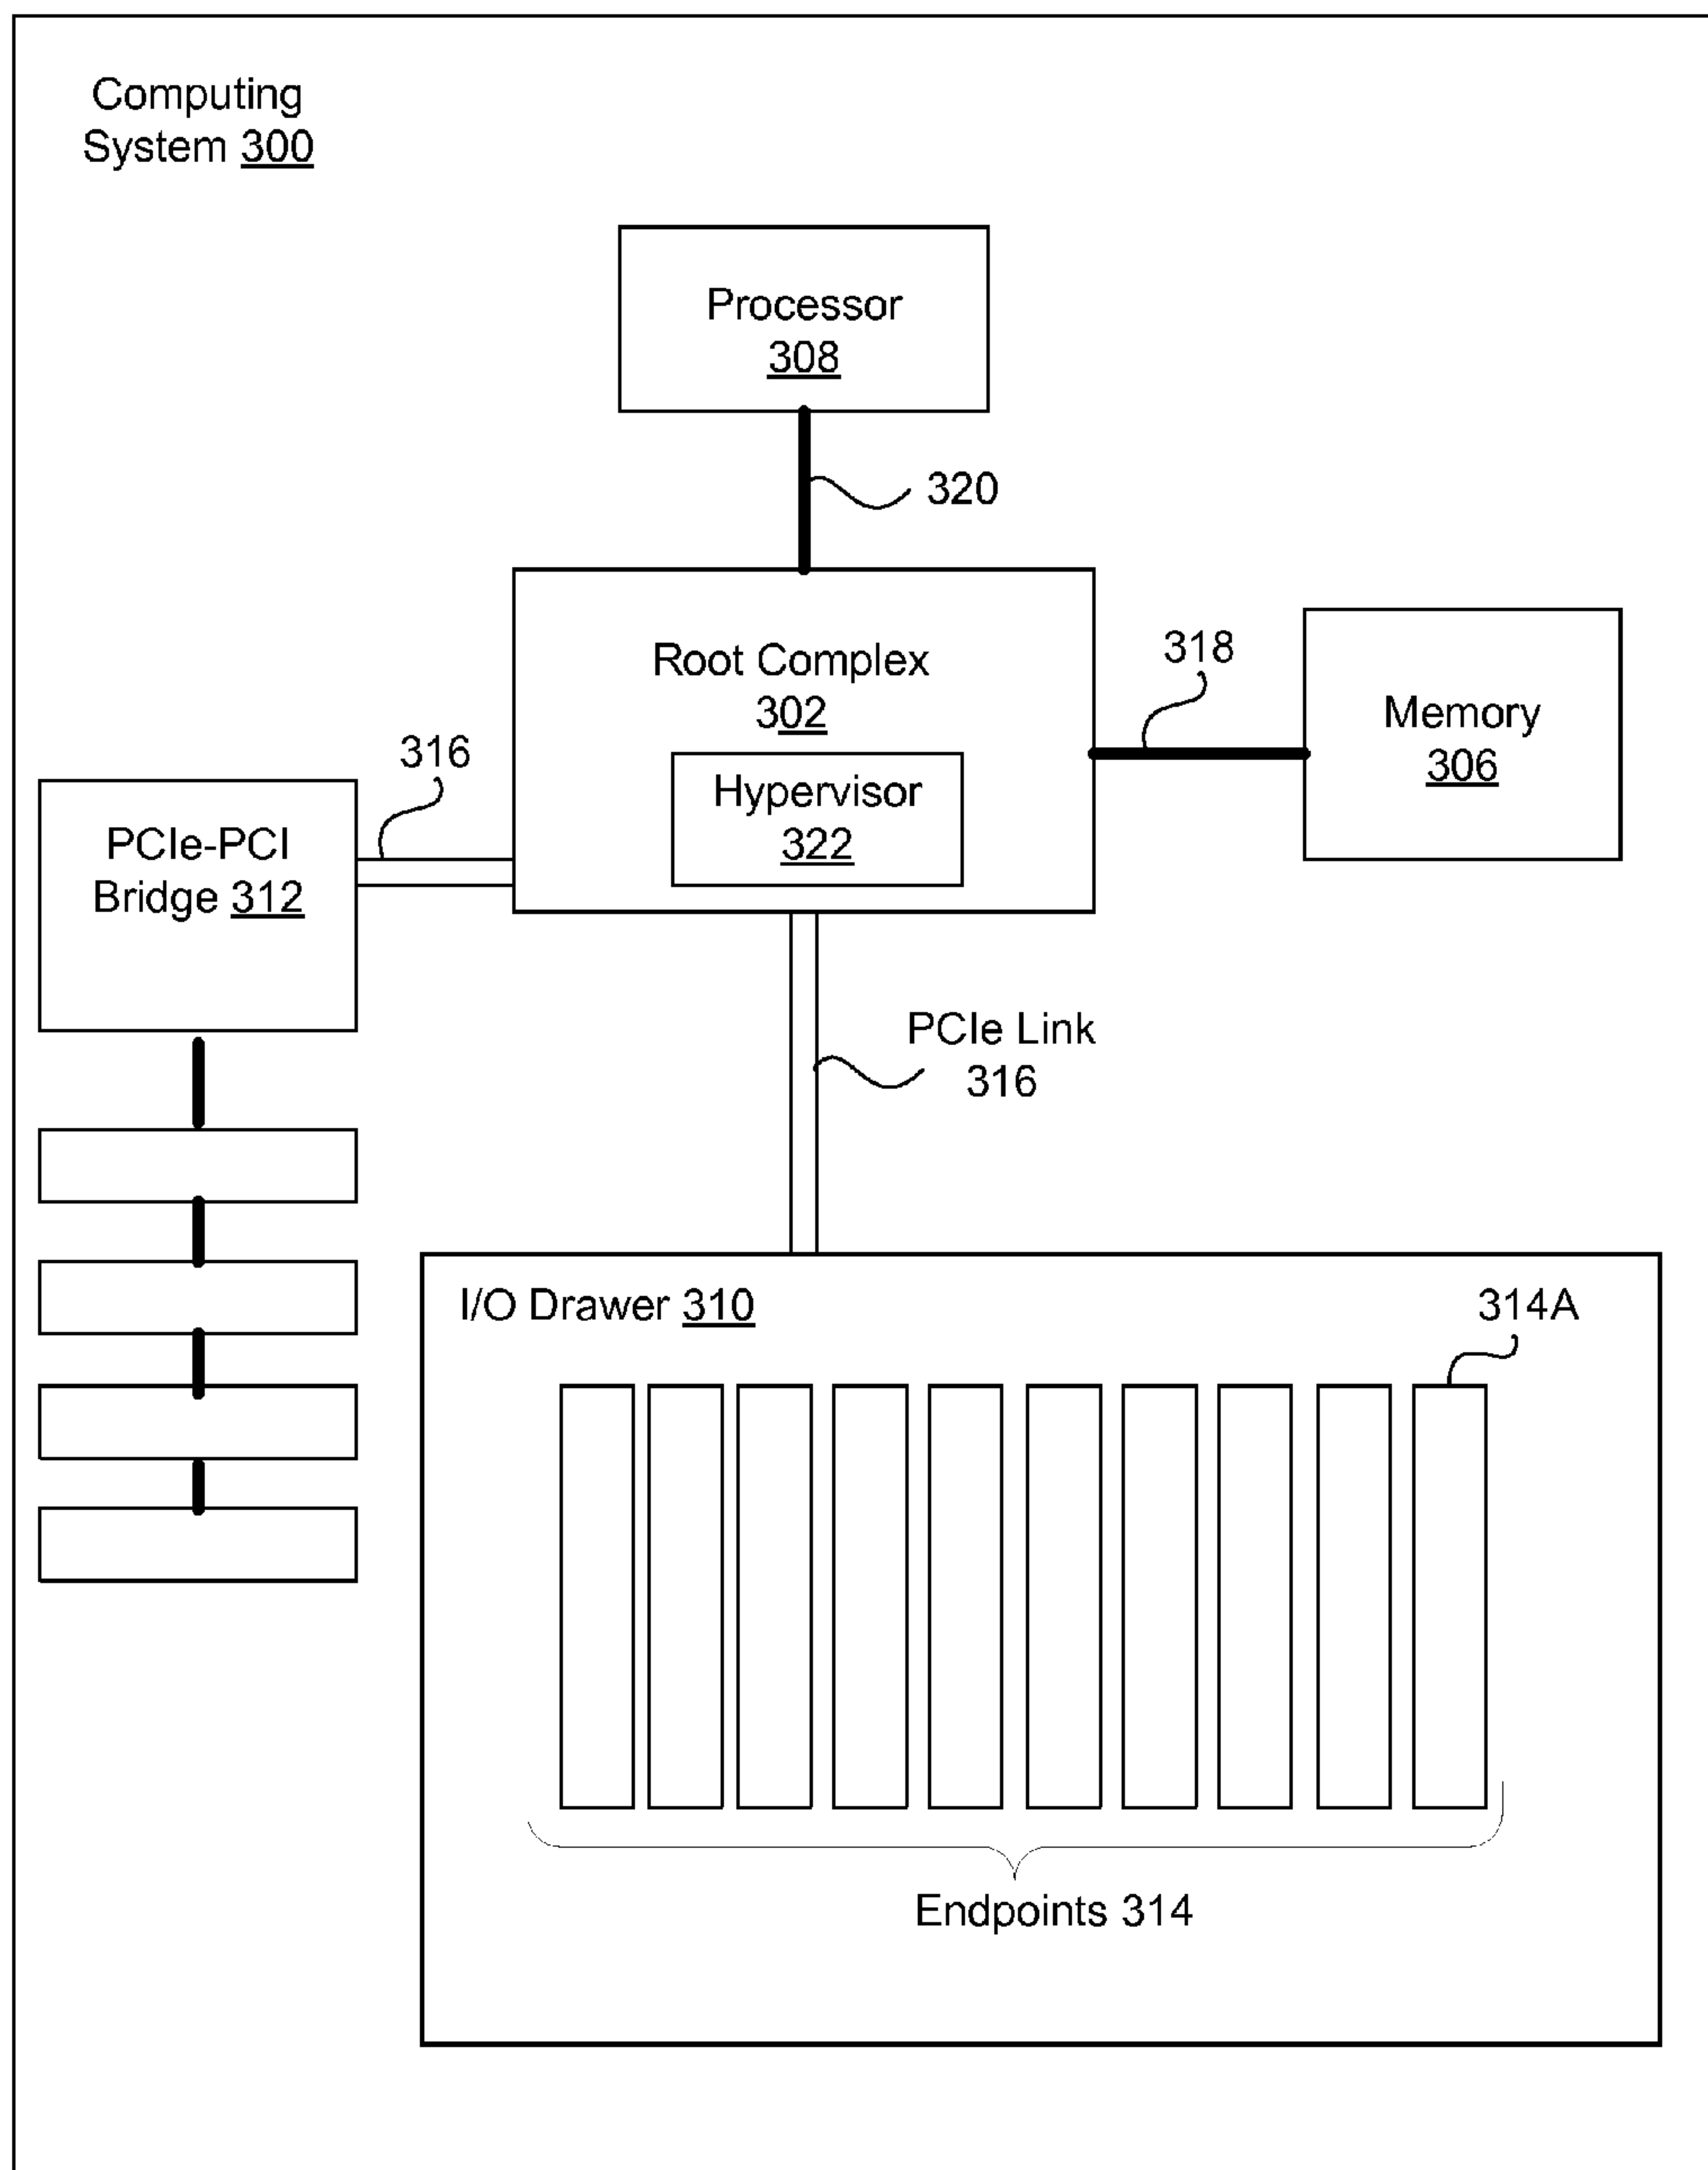 Computing
System 300
Processor
308
320
Root Complex
302
318
Memory
306
316
Hypervisor
322
PCIe-PCI
Bridge 312
PCIe Link
316
I/O Drawer 310
314A
Endpoints 314